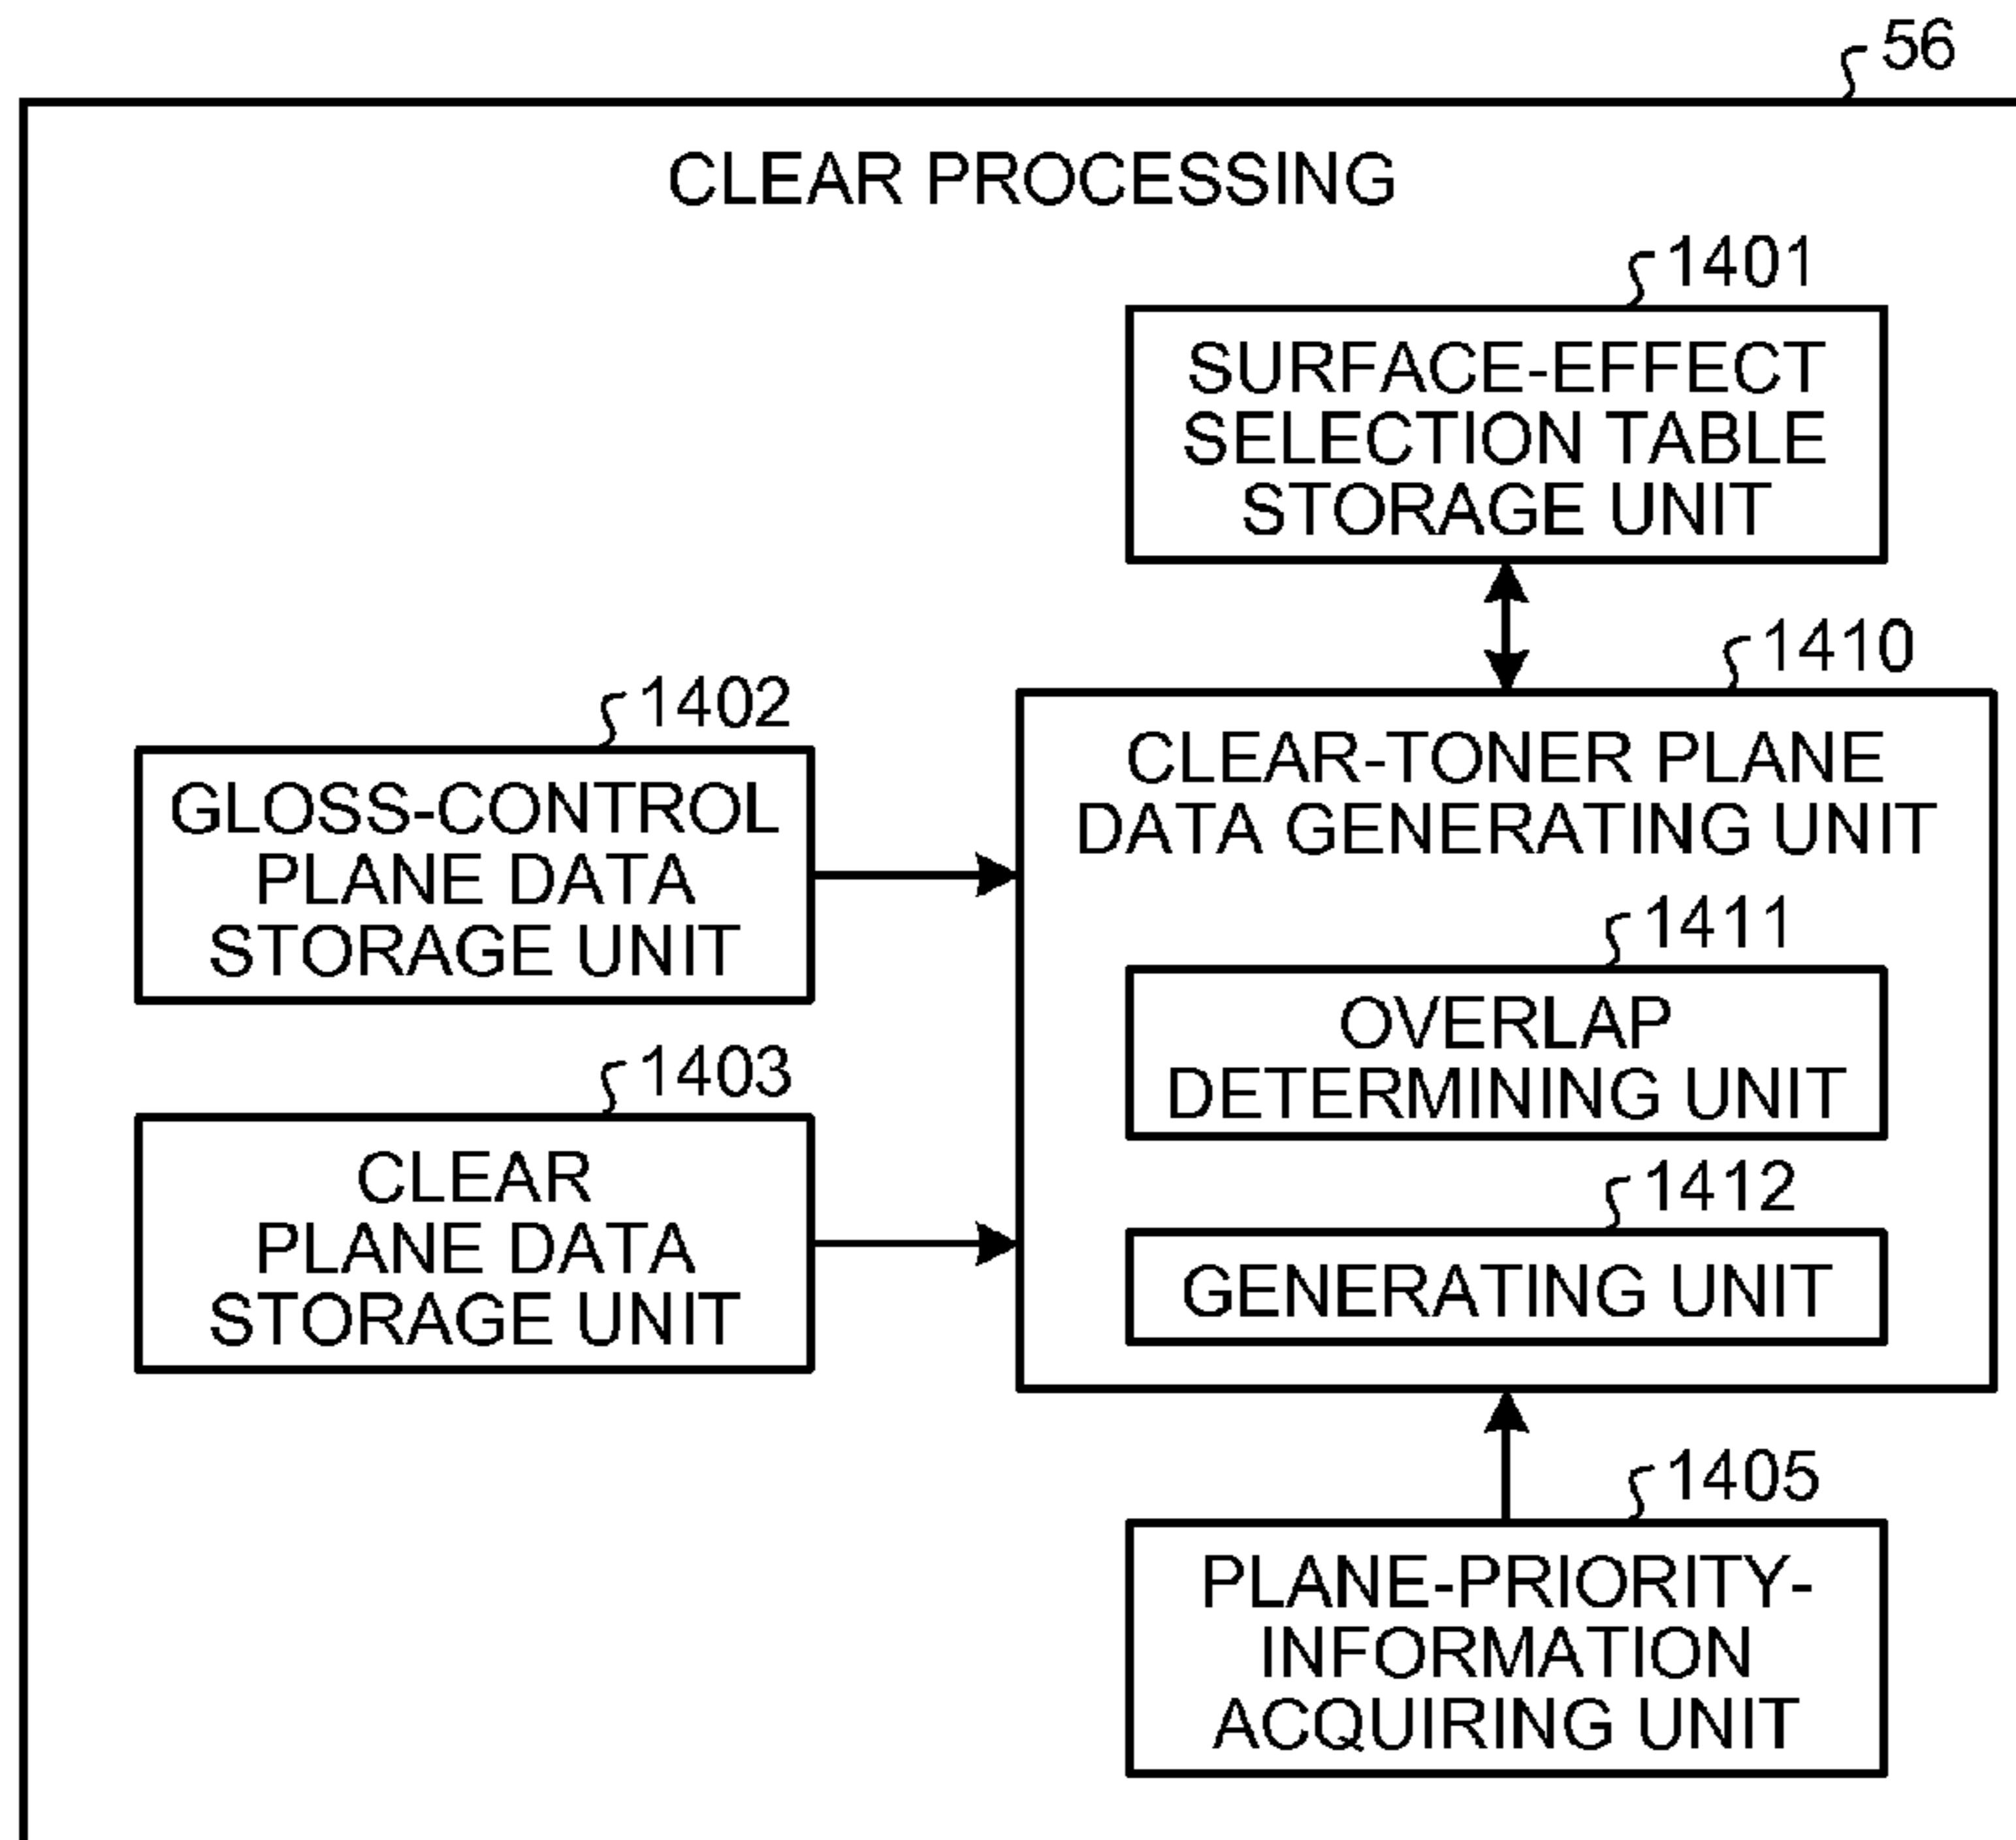 56
CLEAR PROCESSING
1401
SURFACE-EFFECT
SELECTION TABLE
STORAGE UNIT
1410
CLEAR-TONER PLANE
DATA GENERATING UNIT
1402
GLOSS-CONTROL
PLANE DATA
STORAGE UNIT
1411
OVERLAP
DETERMINING UNIT
1403
CLEAR
PLANE DATA
STORAGE UNIT
1412
GENERATING UNIT
1405
PLANE-PRIORITY-
INFORMATION
ACQUIRING UNIT